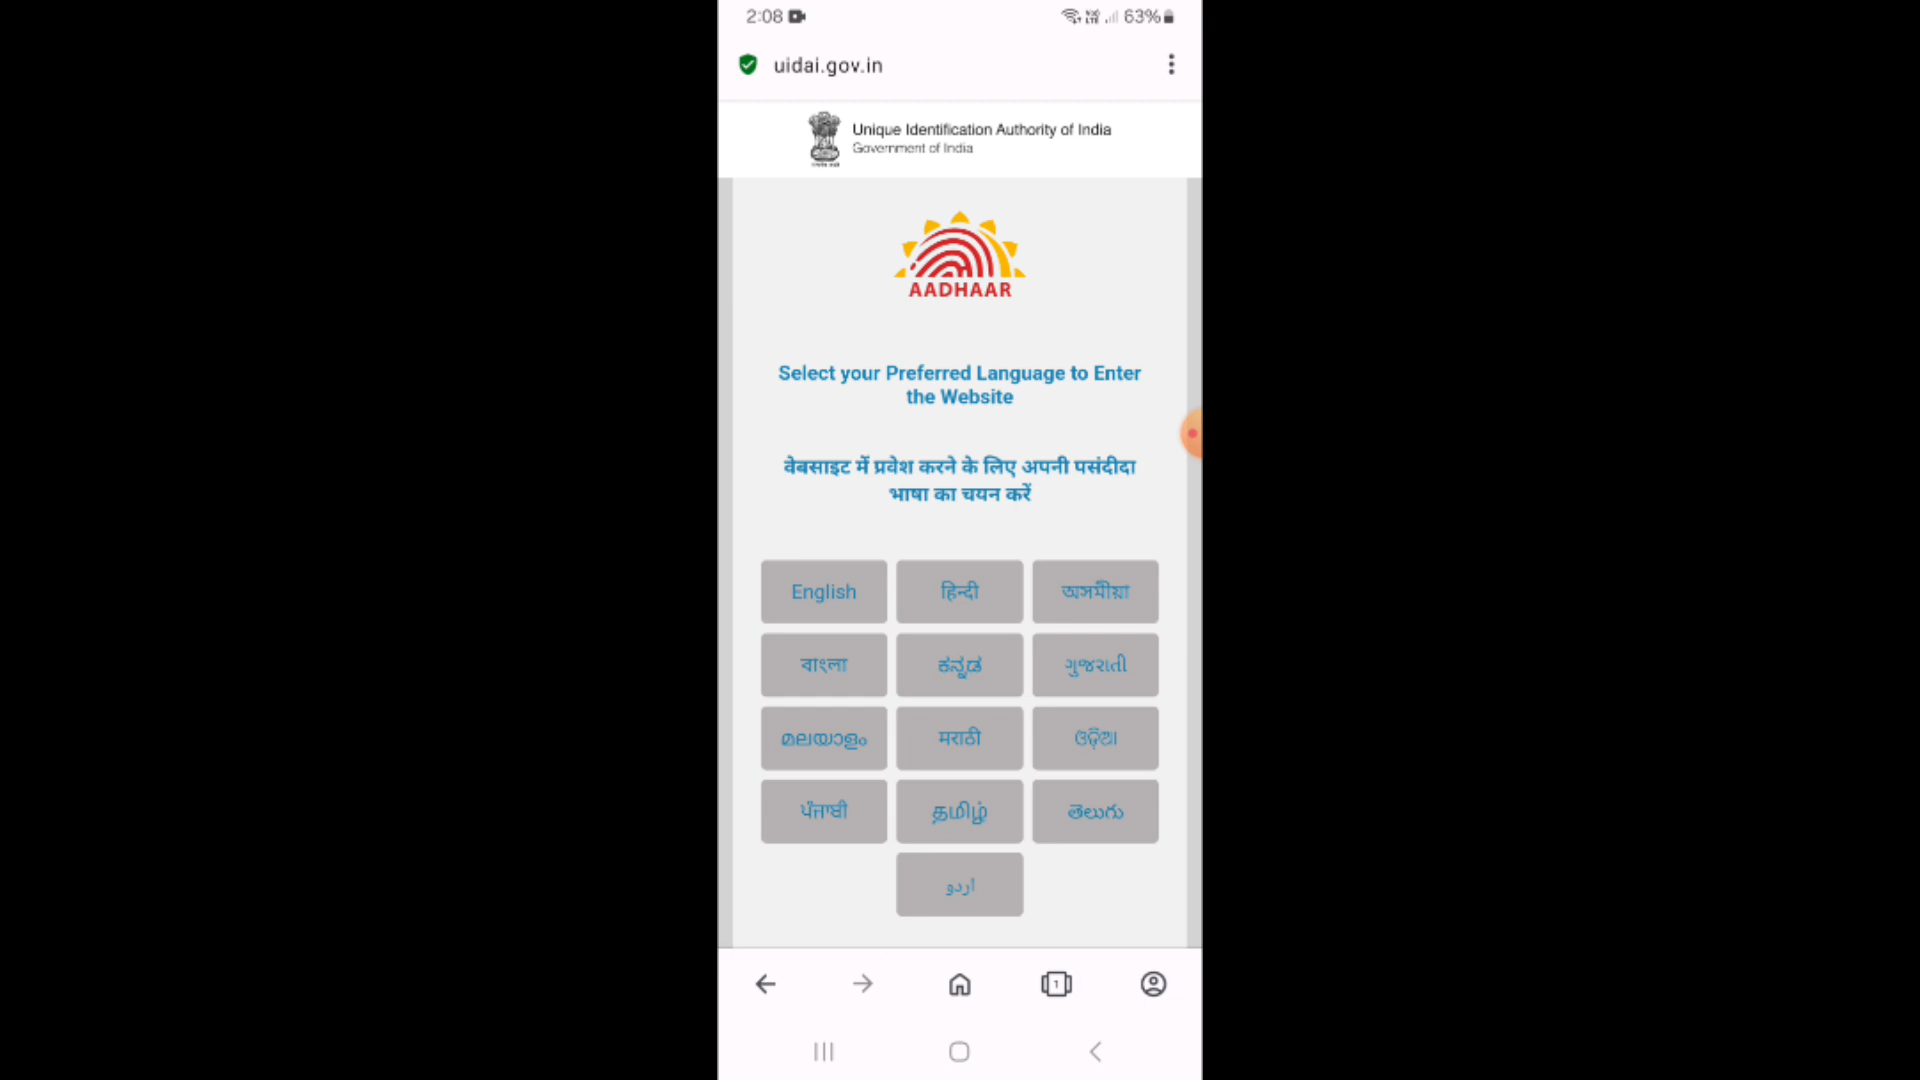 2:08
63%
uidai.gov.in
Unique Identification Authority of India
Government of India
AADHAAR
Select your Preferred Language to Enter
the Website
वेबसाइट में प्रवेश करने के लिए अपनी पसंदीदा
भाषा का चयन करें
English हिन्दी অসমীয়া
বাংলা ಕನ್ನಡ ગુજરાતી
മലയാളം मराठी ଓଡ଼ିଆ
ਪੰਜਾਬੀ தமிழ் తెలుగు
اردو
1